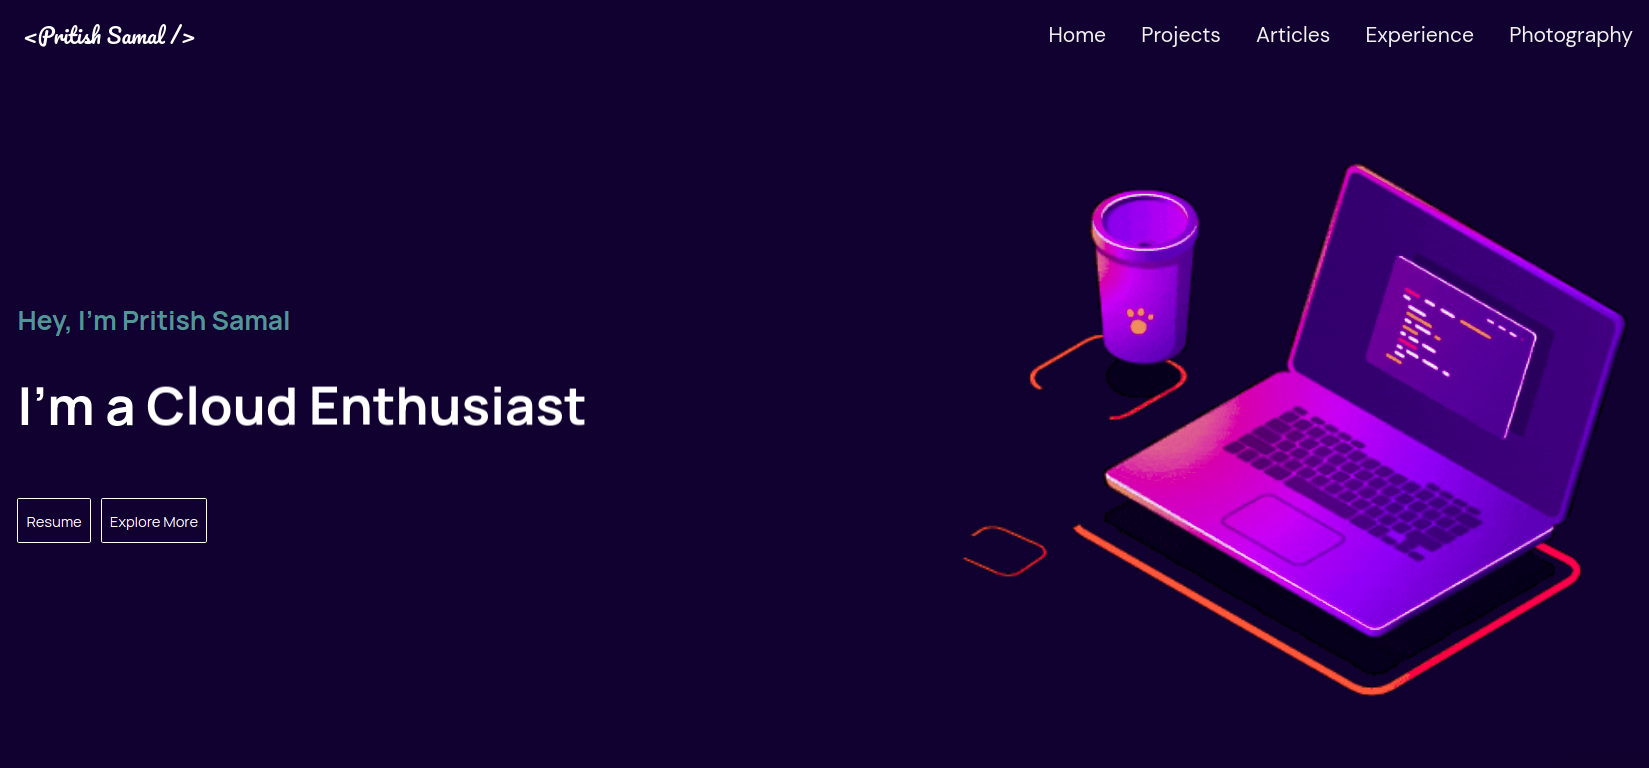 <Pritish Samal />
Home Projects Articles Experience Photography
Hey, I'm Pritish Samal
I'm a Cloud Enthusiast
Resume Explore More